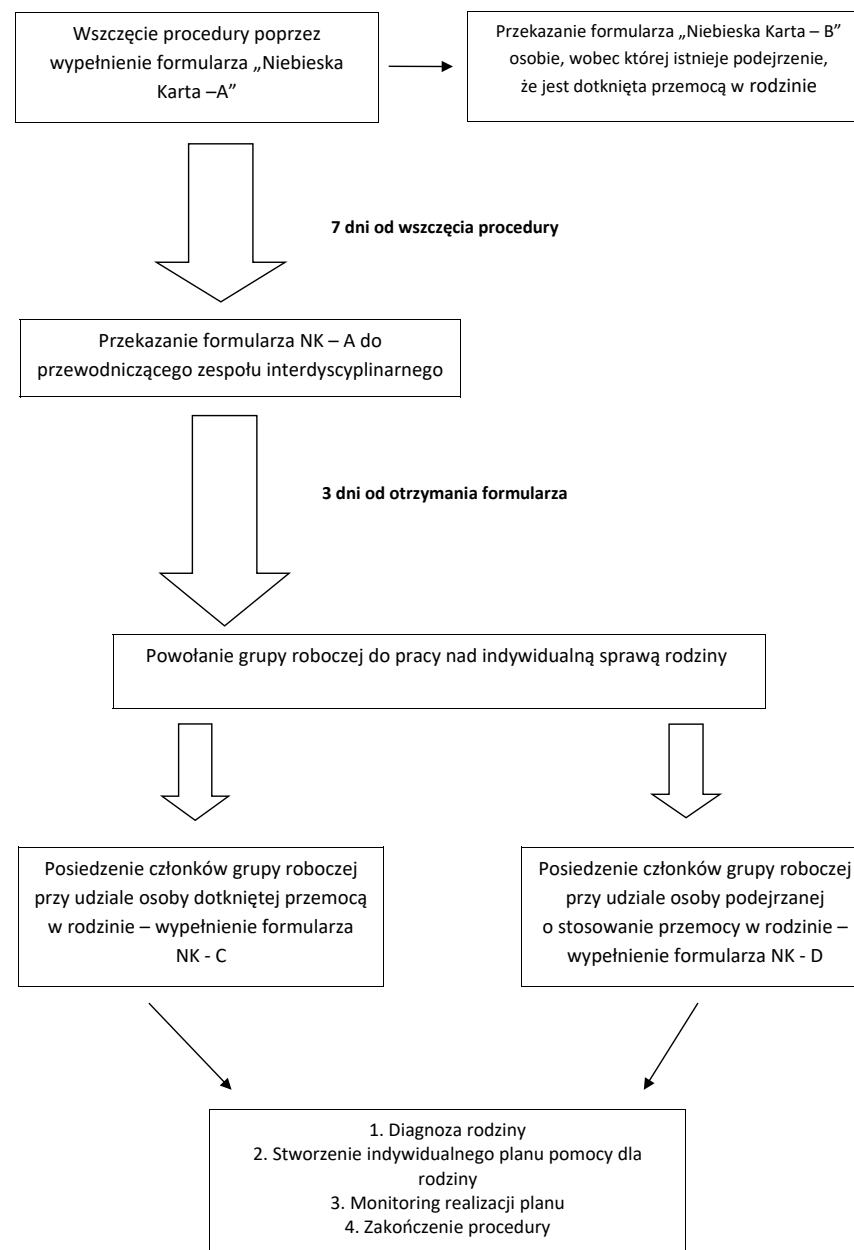 Wszczęcie procedury poprzez
wypełnienie formularza „Niebieska
Karta –A”
Przekazanie formularza „Niebieska Karta – B”
osobie, wobec której istnieje podejrzenie,
że jest dotknięta przemocą w rodzinie
7 dni od wszczęcia procedury
Przekazanie formularza NK – A do
przewodniczącego zespołu interdyscyplinarnego
3 dni od otrzymania formularza
Powołanie grupy roboczej do pracy nad indywidualną sprawą rodziny
Posiedzenie członków grupy roboczej
przy udziale osoby dotkniętej przemocą
w rodzinie – wypełnienie formularza
NK - C
Posiedzenie członków grupy roboczej
przy udziale osoby podejrzanej
o stosowanie przemocy w rodzinie –
wypełnienie formularza NK - D
1. Diagnoza rodziny
2. Stworzenie indywidualnego planu pomocy dla
rodziny
3. Monitoring realizacji planu
4. Zakończenie procedury